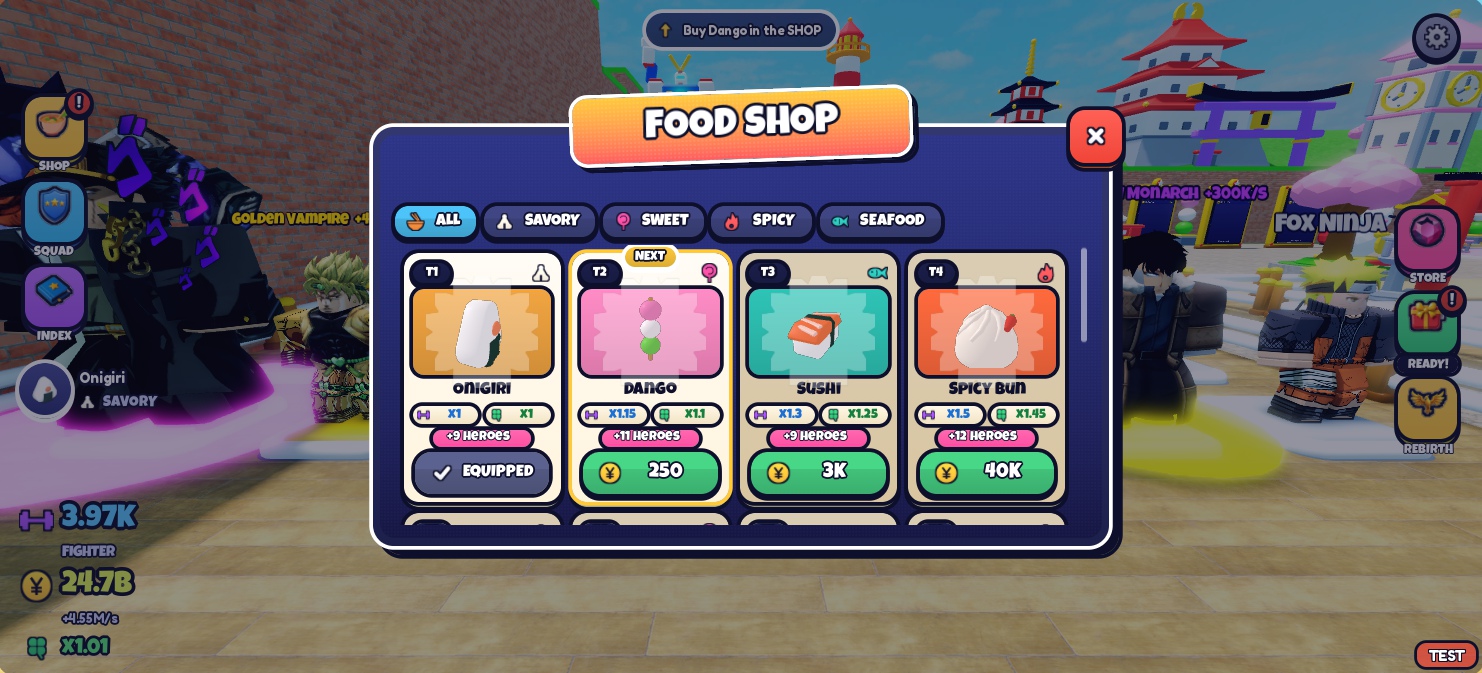 Buy Dango in the SHOP
FOOD SHOP
!
SHOP
SQUAD
INDEX
Onigiri
SAVORY
GOLDEN VAMPIRE +4
MONARCH +300K/S
FOX NINJA
ALL
SAVORY
SWEET
SPICY
SEAFOOD
T1
ONIGIRI
X1
X1
+9 HEROES
EQUIPPED
NEXT
T2
DANGO
X1.15
X1.1
+11 HEROES
250
T3
SUSHI
X1.3
X1.25
+9 HEROES
3K
T4
SPICY BUN
X1.5
X1.45
+12 HEROES
40K
STORE
!
READY!
REBIRTH
3.97K
FIGHTER
¥ 24.7B
+4.55M/s
X1.01
TEST